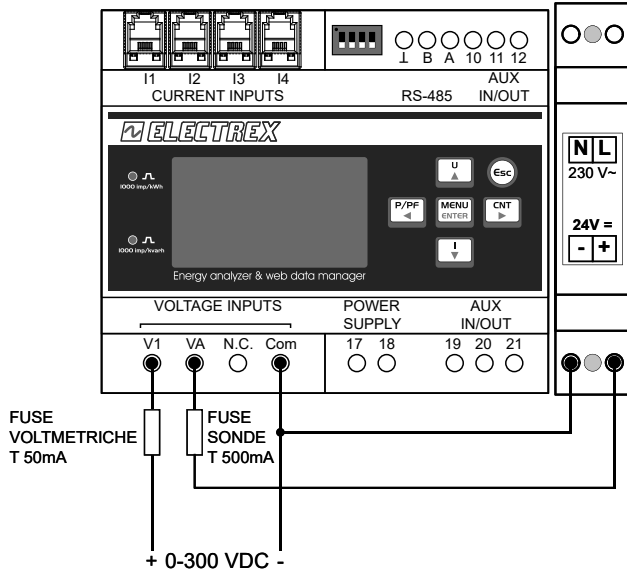 I1 I2 I3 I4
CURRENT INPUTS
⊥ B A 10 11 12
RS-485
AUX
IN/OUT
ELECTREX
1000 imp/kWh
1000 imp/kvarh
U
Esc
P/PF
MENU
ENTER
CNT
I
Energy analyzer & web data manager
N L
230 V~
24V =
- +
VOLTAGE INPUTS
POWER
SUPPLY
AUX
IN/OUT
V1 VA N.C. Com
17 18
19 20 21
FUSE
VOLTMETRICHE
T 50mA
FUSE
SONDE
T 500mA
+ 0-300 VDC -